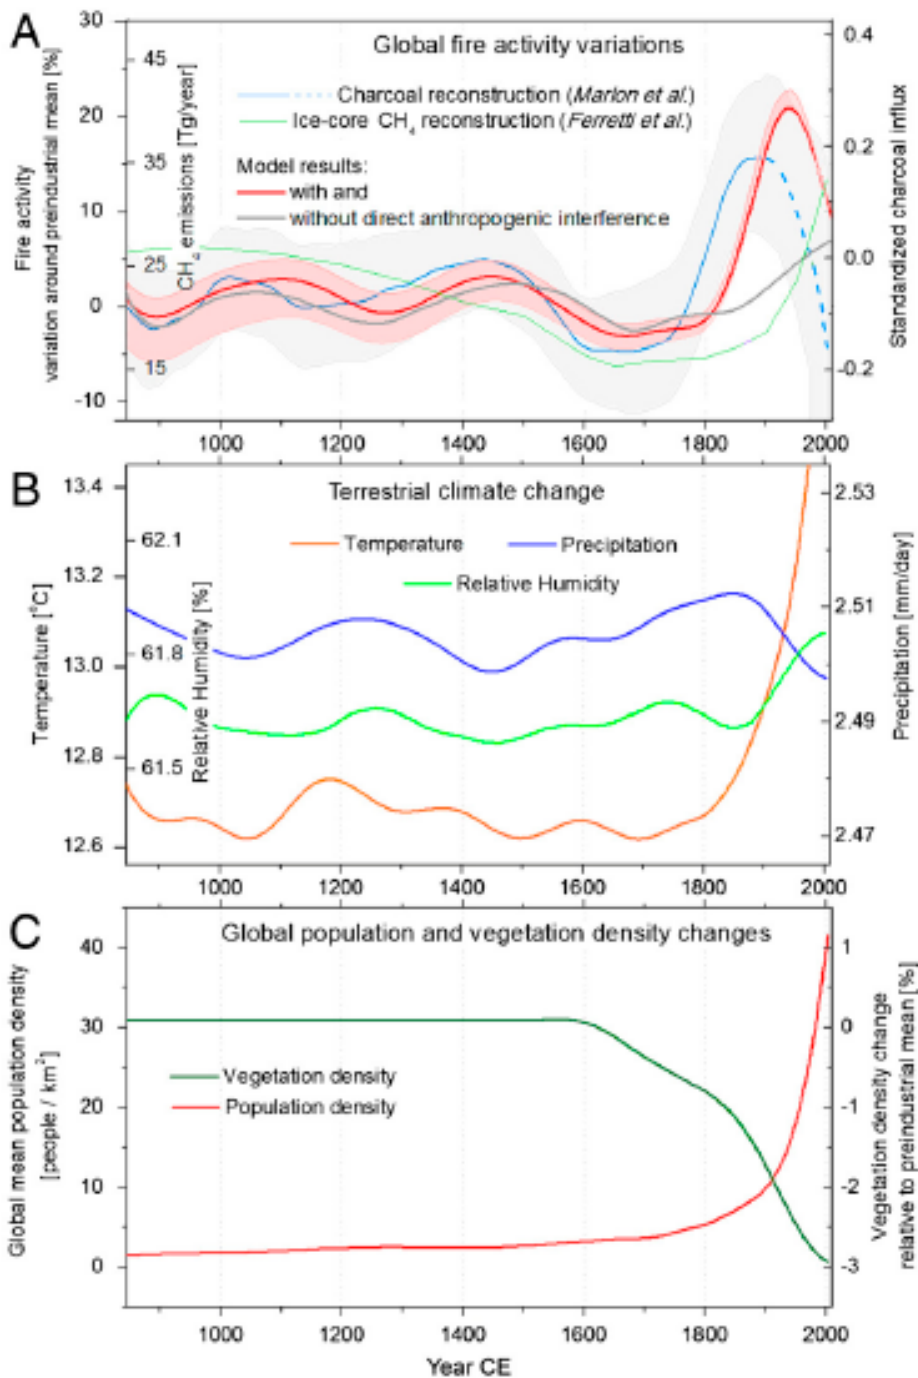 A
Global fire activity variations
Fire activity
variation around preindustrial mean [%]
30
20
10
0
-10
CH4 emissions [Tg/year]
45
35
25
15
Charcoal reconstruction (Marlon et al.)
Ice-core CH4 reconstruction (Ferretti et al.)
Model results:
with and
without direct anthropogenic interference
0.4
0.2
0.0
-0.2
Standardized charcoal influx
1000 1200 1400 1600 1800 2000
B
Terrestrial climate change
Temperature [°C]
13.4
13.2
13.0
12.8
12.6
Relative Humidity [%]
62.1
61.8
61.5
Temperature
Precipitation
Relative Humidity
2.53
2.51
2.49
2.47
Precipitation [mm/day]
1000 1200 1400 1600 1800 2000
C
Global population and vegetation density changes
Global mean population density
[people / km2]
40
30
20
10
0
Vegetation density
Population density
1
0
-1
-2
-3
Vegetation density change
relative to preindustrial mean [%]
1000 1200 1400 1600 1800 2000
Year CE